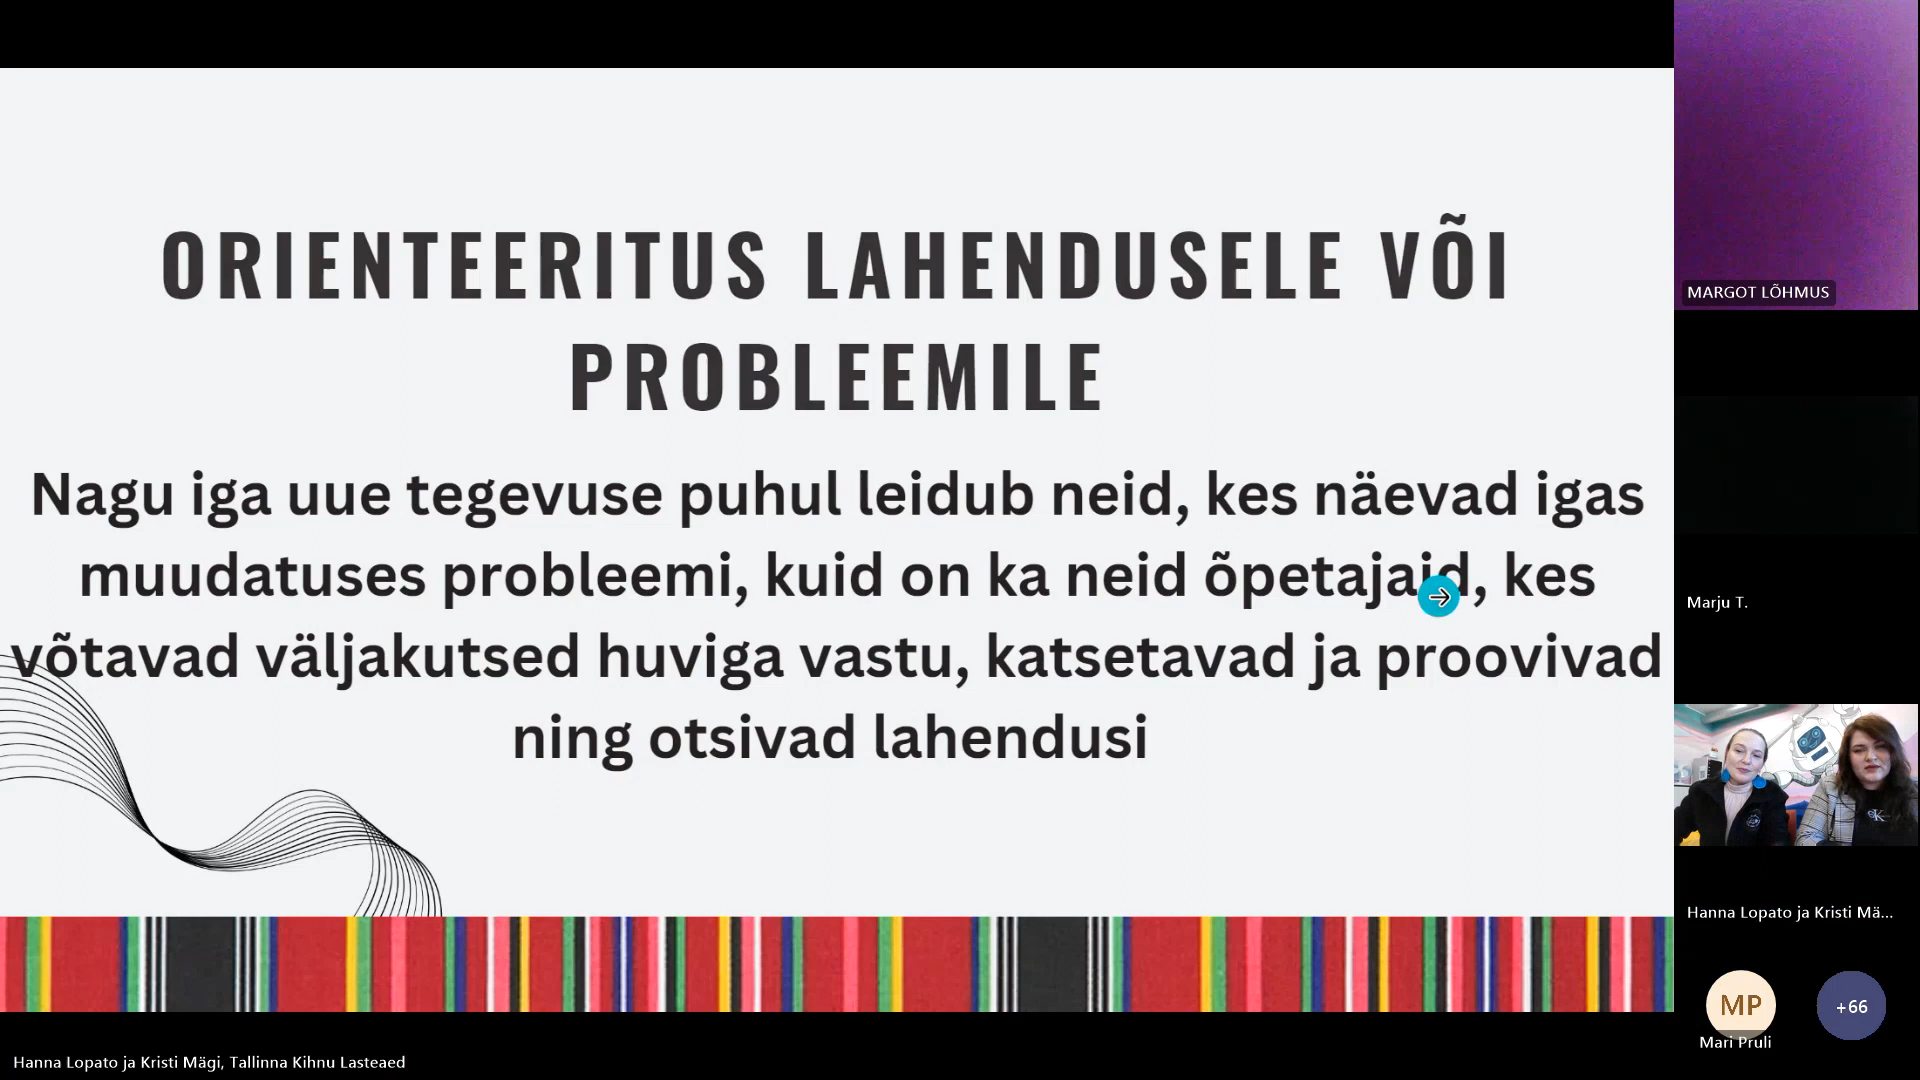 ORIENTEERITUS LAHENDUSELE VÕI
PROBLEEMILE
Nagu iga uue tegevuse puhul leidub neid, kes näevad igas
muudatuses probleemi, kuid on ka neid õpetajaid, kes
võtavad väljakutsed huviga vastu, katsetavad ja proovivad
ning otsivad lahendusi
MARGOT LÕHMUS
Marju T.
Hanna Lopato ja Kristi Mä...
MP
+66
Mari Pruli
Hanna Lopato ja Kristi Mägi, Tallinna Kihnu Lasteaed